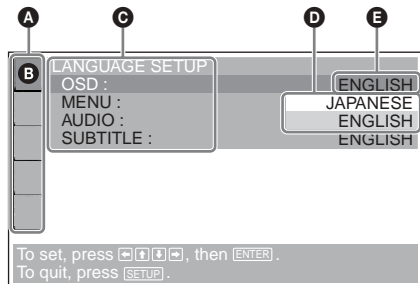 A C D E
B LANGUAGE SETUP
OSD : ENGLISH
MENU : JAPANESE
AUDIO : ENGLISH
SUBTITLE : ENGLISH
To set, press ←↑↓→, then ENTER.
To quit, press SETUP.